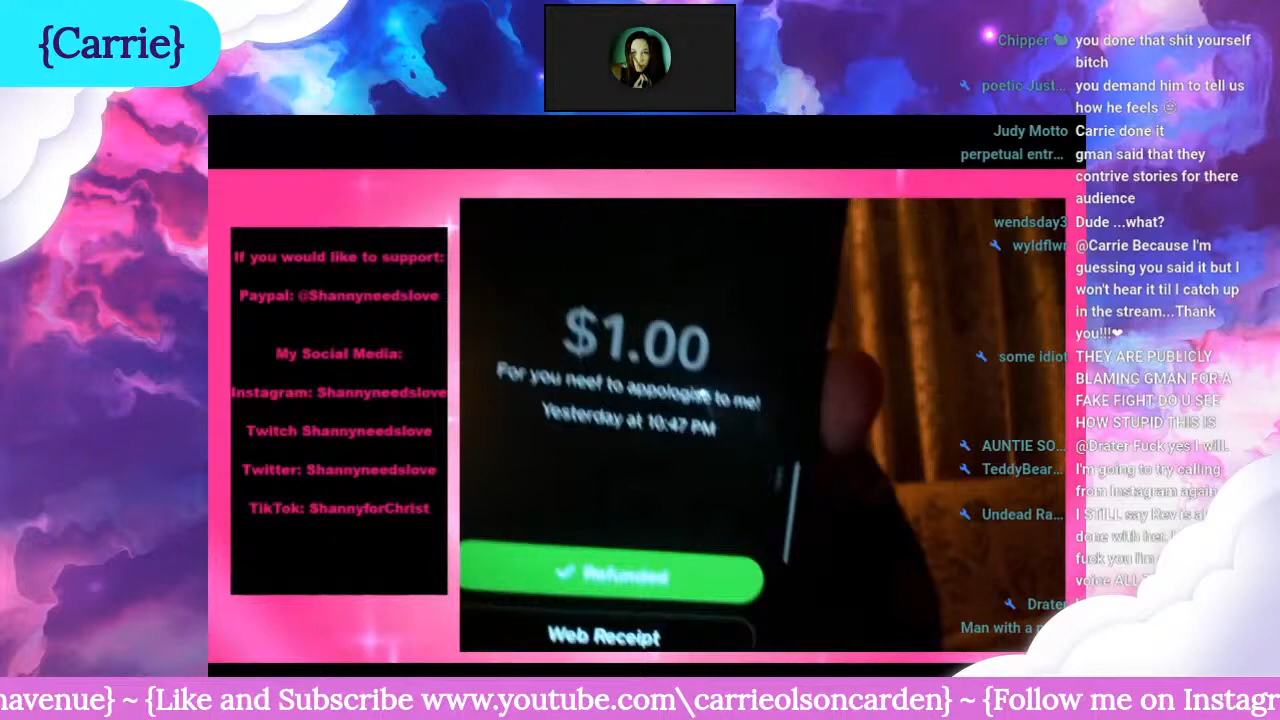 {Carrie}
If you would like to support:
Paypal: @Shannyneedslove
My Social Media:
Instagram: Shannyneedslove
Twitch Shannyneedslove
Twitter: Shannyneedslove
TikTok: ShannyforChrist
$1.00
For you neef to appologise to me!
Yesterday at 10:47 PM
Refunded
Web Receipt
Chipper you done that shit yourself
bitch
poetic Just... you demand him to tell us
how he feels
Judy Motto Carrie done it
perpetual entr... gman said that they
contrive stories for there
audience
wendsday3 Dude ...what?
wyldflwr @Carrie Because I'm
guessing you said it but I
won't hear it til I catch up
in the stream...Thank
you!!!❤
some idiot THEY ARE PUBLICLY
BLAMING GMAN FOR A
FAKE FIGHT DO U SEE
HOW STUPID THIS IS
AUNTIE SO... @Drater Fuck yes I will.
TeddyBear... I'm going to try calling
from Instagram again
Undead Ra... I STILL say Rev is
done with her.
fuck you I'm
voice ALL
Drater
Man with a
navenue} ~ {Like and Subscribe www.youtube.com\carrieolsoncarden} ~ {Follow me on Instagr